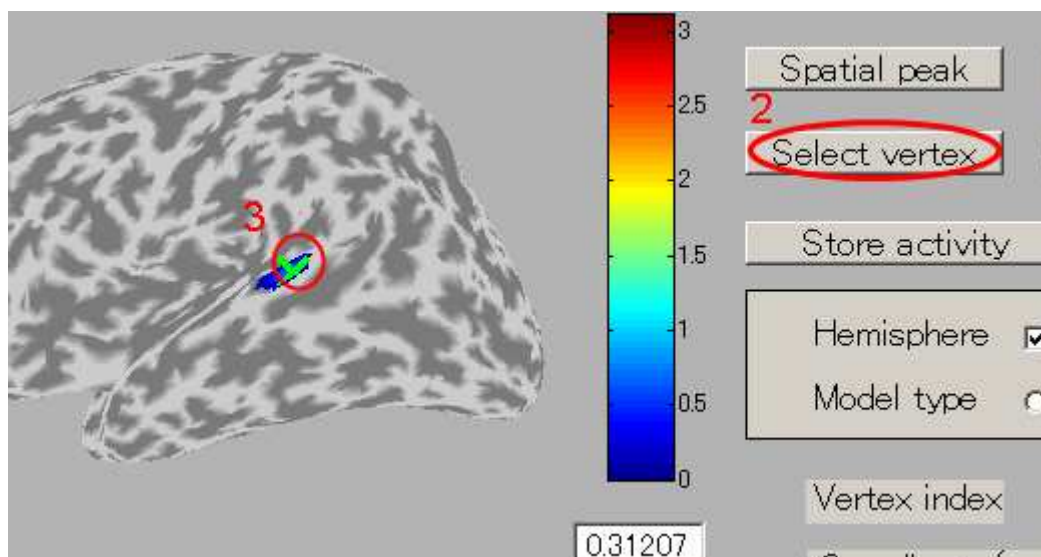 3
2.5
2
1.5
1
0.5
0
0.31207
3
Spatial peak
2
Select vertex
Store activity
Hemisphere
Model type
Vertex index